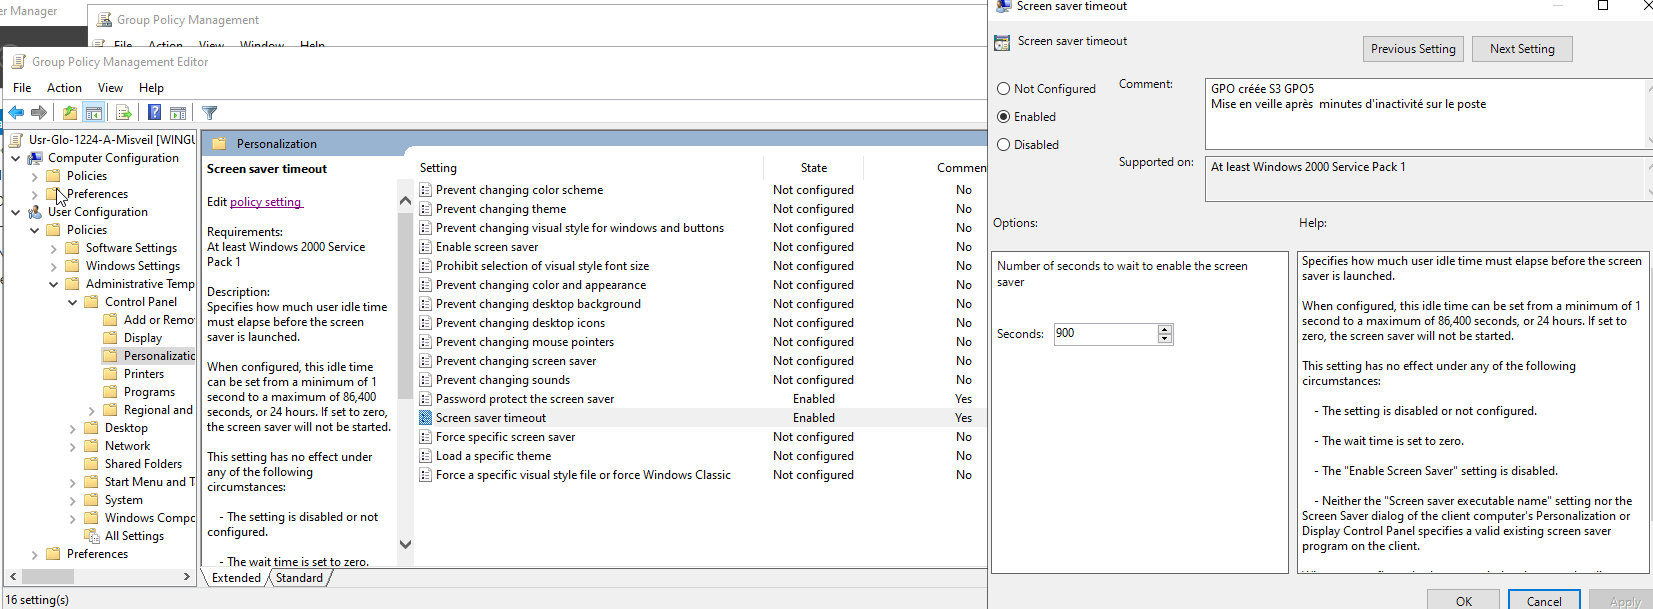 er Manager
Group Policy Management
File Action View Window Help
Group Policy Management Editor
File Action View Help
Usr-Glo-1224-A-Misveil [WINGU
Computer Configuration
Policies
Preferences
User Configuration
Policies
Software Settings
Windows Settings
Administrative Temp
Control Panel
Add or Remo
Display
Personalizatio
Printers
Programs
Regional and
Desktop
Network
Shared Folders
Start Menu and T
System
Windows Compo
All Settings
Preferences
Personalization
Screen saver timeout
Edit policy setting
Requirements:
At least Windows 2000 Service
Pack 1
Description:
Specifies how much user idle time
must elapse before the screen
saver is launched.
When configured, this idle time
can be set from a minimum of 1
second to a maximum of 86,400
seconds, or 24 hours. If set to zero,
the screen saver will not be started.
This setting has no effect under
any of the following
circumstances:
- The setting is disabled or not
configured.
- The wait time is set to zero.
Setting State Commen
Prevent changing color scheme Not configured No
Prevent changing theme Not configured No
Prevent changing visual style for windows and buttons Not configured No
Enable screen saver Not configured No
Prohibit selection of visual style font size Not configured No
Prevent changing color and appearance Not configured No
Prevent changing desktop background Not configured No
Prevent changing desktop icons Not configured No
Prevent changing mouse pointers Not configured No
Prevent changing screen saver Not configured No
Prevent changing sounds Not configured No
Password protect the screen saver Enabled Yes
Screen saver timeout Enabled Yes
Force specific screen saver Not configured No
Load a specific theme Not configured No
Force a specific visual style file or force Windows Classic Not configured No
Extended Standard
16 setting(s)
Screen saver timeout
Screen saver timeout
Previous Setting Next Setting
Not Configured
Enabled
Disabled
Comment:
GPO créée S3 GPO5
Mise en veille après  minutes d'inactivité sur le poste
Supported on:
At least Windows 2000 Service Pack 1
Options:
Help:
Number of seconds to wait to enable the screen
saver
Seconds: 900
Specifies how much user idle time must elapse before the screen
saver is launched.
When configured, this idle time can be set from a minimum of 1
second to a maximum of 86,400 seconds, or 24 hours. If set to
zero, the screen saver will not be started.
This setting has no effect under any of the following
circumstances:
- The setting is disabled or not configured.
- The wait time is set to zero.
- The "Enable Screen Saver" setting is disabled.
- Neither the "Screen saver executable name" setting nor the
Screen Saver dialog of the client computer's Personalization or
Display Control Panel specifies a valid existing screen saver
program on the client.
OK Cancel Apply